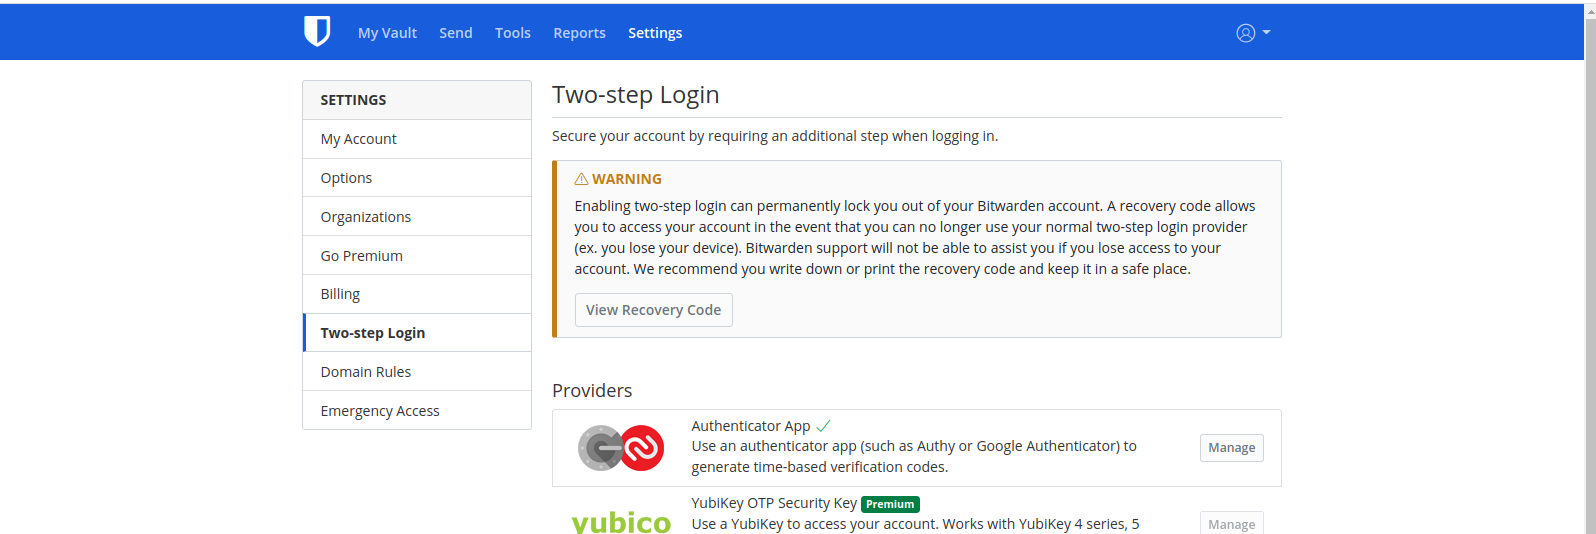 My Vault Send Tools Reports Settings
SETTINGS
My Account
Options
Organizations
Go Premium
Billing
Two-step Login
Domain Rules
Emergency Access
Two-step Login
Secure your account by requiring an additional step when logging in.
WARNING
Enabling two-step login can permanently lock you out of your Bitwarden account. A recovery code allows
you to access your account in the event that you can no longer use your normal two-step login provider
(ex. you lose your device). Bitwarden support will not be able to assist you if you lose access to your
account. We recommend you write down or print the recovery code and keep it in a safe place.
View Recovery Code
Providers
Authenticator App
Use an authenticator app (such as Authy or Google Authenticator) to
generate time-based verification codes.
Manage
yubico
YubiKey OTP Security Key Premium
Use a YubiKey to access your account. Works with YubiKey 4 series, 5
Manage